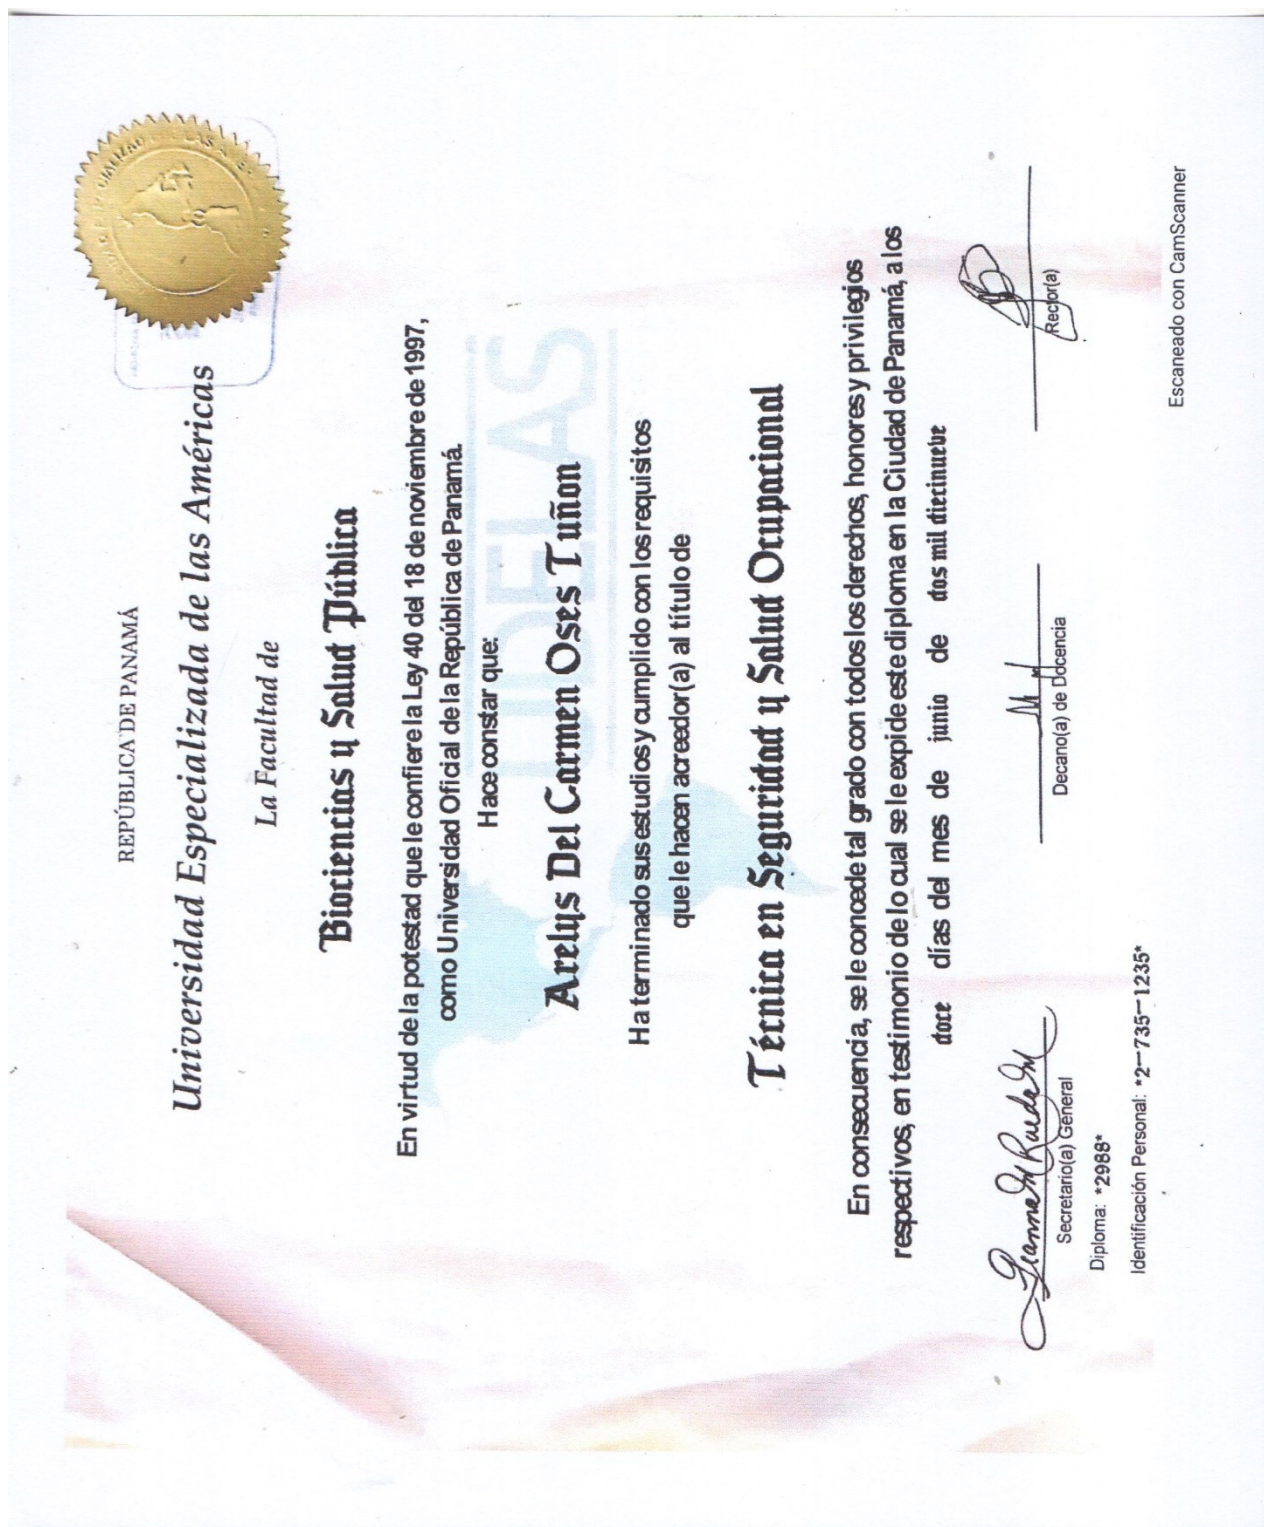 REPÚBLICA DE PANAMÁ
Universidad Especializada de las Américas
La Facultad de
Biociencias y Salud Pública
En virtud de la potestad que le confiere la Ley 40 del 18 de noviembre de 1997,
como Universidad Oficial de la República de Panamá.
Hace constar que:
UDELAS
Arelys Del Carmen Oses Tuñon
Ha terminado sus estudios y cumplido con los requisitos
que le hacen acreedor(a) al título de
Técnica en Seguridad y Salud Ocupacional
En consecuencia, se le concede tal grado con todos los derechos, honores y privilegios
respectivos, en testimonio de lo cual se le expide este diploma en la Ciudad de Panamá, a los
doce días del mes de junio de dos mil diecinueve
Secretario(a) General
Decano(a) de Docencia
Rector(a)
Diploma: *2988*
Identificación Personal: *2-735-1235*
Escaneado con CamScanner